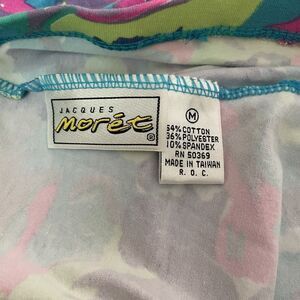 JACQUES
Morét
®
M
54% COTTON
36% POLYESTER
10% SPANDEX
RN 50369
MADE IN TAIWAN
R. O. C.